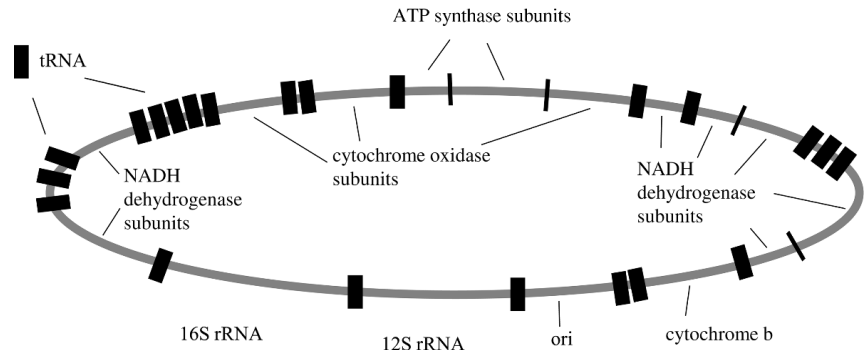 ATP synthase subunits
tRNA
cytochrome oxidase
subunits
NADH
dehydrogenase
subunits
NADH
dehydrogenase
subunits
16S rRNA
12S rRNA
ori
cytochrome b